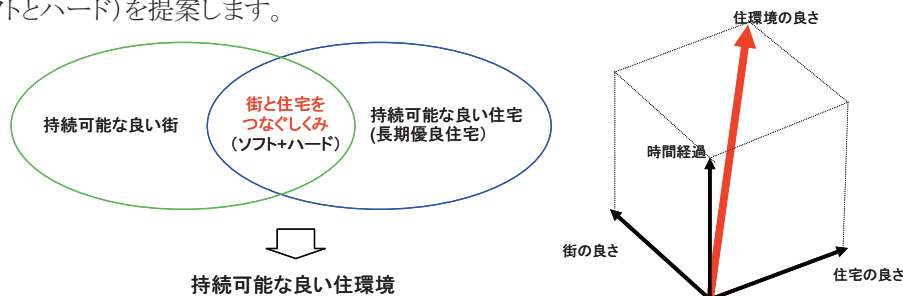 フトとハード)を提案します。
持続可能な良い街
街と住宅を
つなぐしくみ
(ソフト+ハード)
持続可能な良い住宅
(長期優良住宅)
持続可能な良い住環境
住環境の良さ
時間経過
街の良さ
住宅の良さ